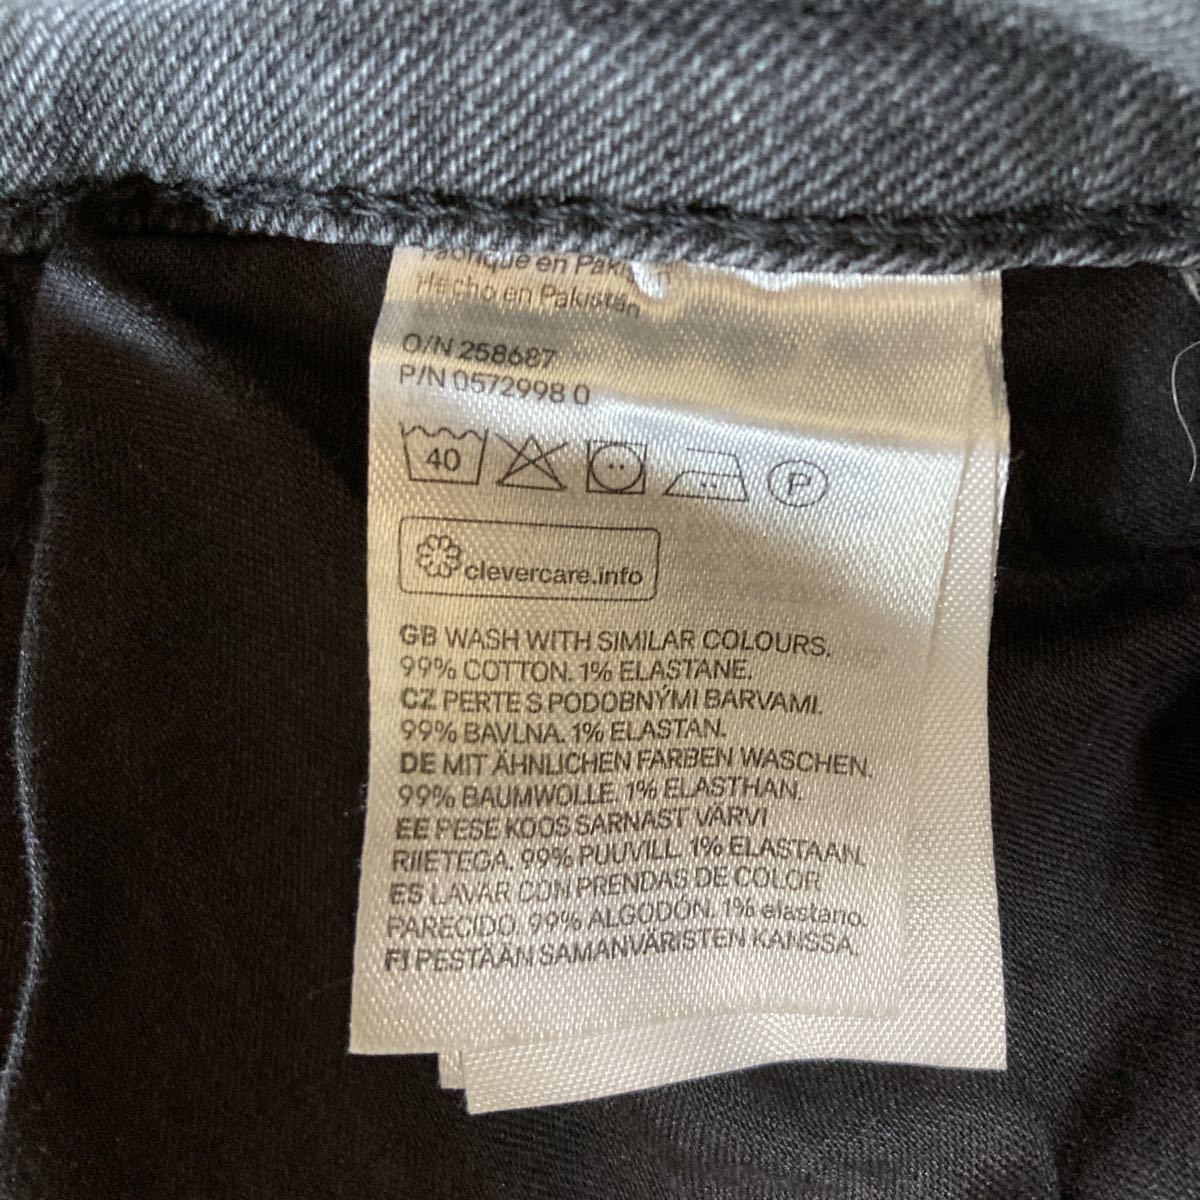 Fabriqué en Pakistan
Hecho en Pakistán
O/N 258687
P/N 0572998 0
40
P
clevercare.info
GB WASH WITH SIMILAR COLOURS.
99% COTTON. 1% ELASTANE.
CZ PERTE S PODOBNÝMI BARVAMI.
99% BAVLNA. 1% ELASTAN.
DE MIT ÄHNLICHEN FARBEN WASCHEN.
99% BAUMWOLLE. 1% ELASTHAN.
EE PESE KOOS SARNAST VÄRVI
RIIETEGA. 99% PUUVILL. 1% ELASTAAN.
ES LAVAR CON PRENDAS DE COLOR
PARECIDO. 99% ALGODÓN. 1% elastano.
FI PESTÄÄN SAMANVÄRISTEN KANSSA.